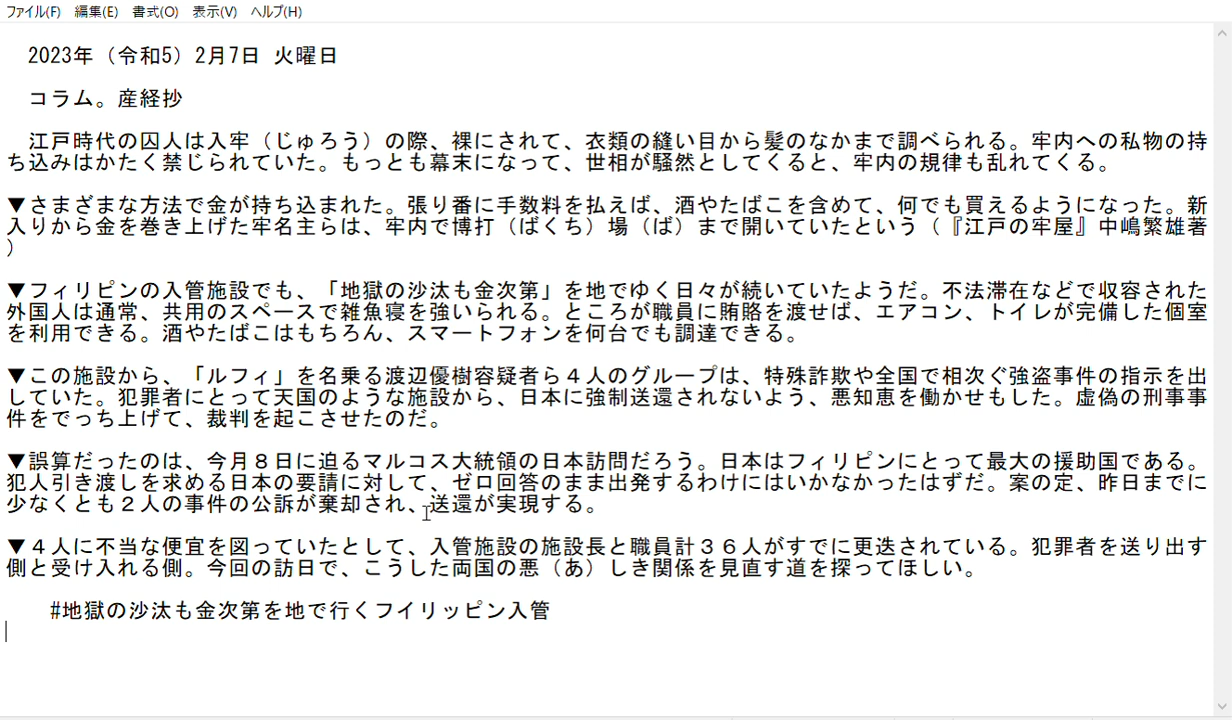 ファイル(F) 編集(E) 書式(O) 表示(V) ヘルプ(H)
2023年（令和5）2月7日 火曜日
コラム。産経抄
江戸時代の囚人は入牢（じゅろう）の際、裸にされて、衣類の縫い目から髪のなかまで調べられる。牢内への私物の持
ち込みはかたく禁じられていた。もっとも幕末になって、世相が騒然としてくると、牢内の規律も乱れてくる。
▼さまざまな方法で金が持ち込まれた。張り番に手数料を払えば、酒やたばこを含めて、何でも買えるようになった。新
入りから金を巻き上げた牢名主らは、牢内で博打（ばくち）場（ば）まで開いていたという（『江戸の牢屋』中嶋繁雄著
）
▼フィリピンの入管施設でも、「地獄の沙汰も金次第」を地でゆく日々が続いていたようだ。不法滞在などで収容された
外国人は通常、共用のスペースで雑魚寝を強いられる。ところが職員に賄賂を渡せば、エアコン、トイレが完備した個室
を利用できる。酒やたばこはもちろん、スマートフォンを何台でも調達できる。
▼この施設から、「ルフィ」を名乗る渡辺優樹容疑者ら４人のグループは、特殊詐欺や全国で相次ぐ強盗事件の指示を出
していた。犯罪者にとって天国のような施設から、日本に強制送還されないよう、悪知恵を働かせもした。虚偽の刑事事
件をでっち上げて、裁判を起こさせたのだ。
▼誤算だったのは、今月８日に迫るマルコス大統領の日本訪問だろう。日本はフィリピンにとって最大の援助国である。
犯人引き渡しを求める日本の要請に対して、ゼロ回答のまま出発するわけにはいかなかったはずだ。案の定、昨日までに
少なくとも２人の事件の公訴が棄却され、送還が実現する。
▼４人に不当な便宜を図っていたとして、入管施設の施設長と職員計３６人がすでに更迭されている。犯罪者を送り出す
側と受け入れる側。今回の訪日で、こうした両国の悪（あ）しき関係を見直す道を探ってほしい。
#地獄の沙汰も金次第を地で行くフイリッピン入管